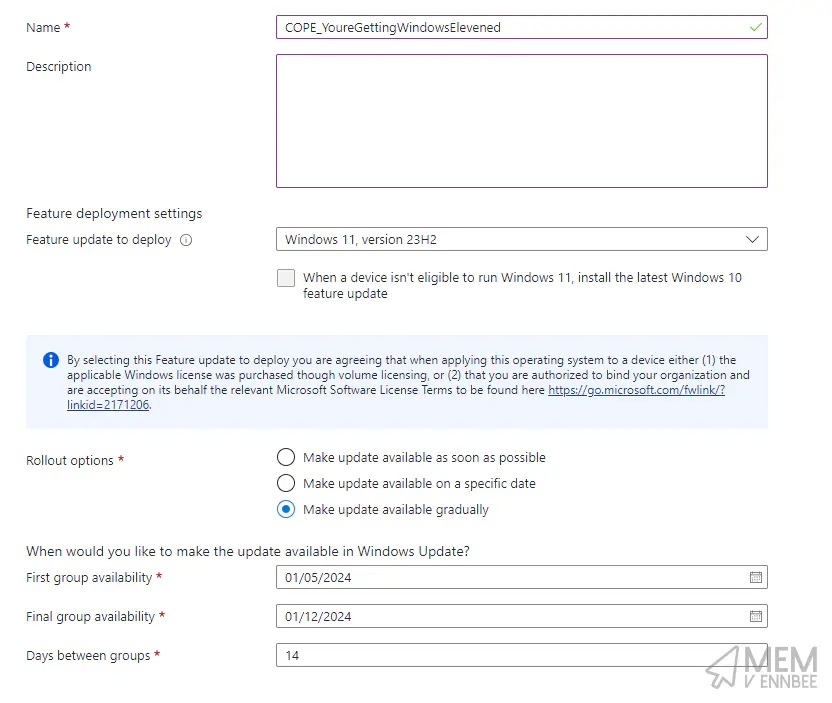 Name *
COPE_YoureGettingWindowsElevened
Description
Feature deployment settings
Feature update to deploy
Windows 11, version 23H2
When a device isn't eligible to run Windows 11, install the latest Windows 10
feature update
By selecting this Feature update to deploy you are agreeing that when applying this operating system to a device either (1) the
applicable Windows license was purchased though volume licensing, or (2) that you are authorized to bind your organization and
are accepting on its behalf the relevant Microsoft Software License Terms to be found here https://go.microsoft.com/fwlink/?
linkid=2171206.
Rollout options *
Make update available as soon as possible
Make update available on a specific date
Make update available gradually
When would you like to make the update available in Windows Update?
First group availability *
01/05/2024
Final group availability *
01/12/2024
Days between groups *
14
MEM
V ENNBEE